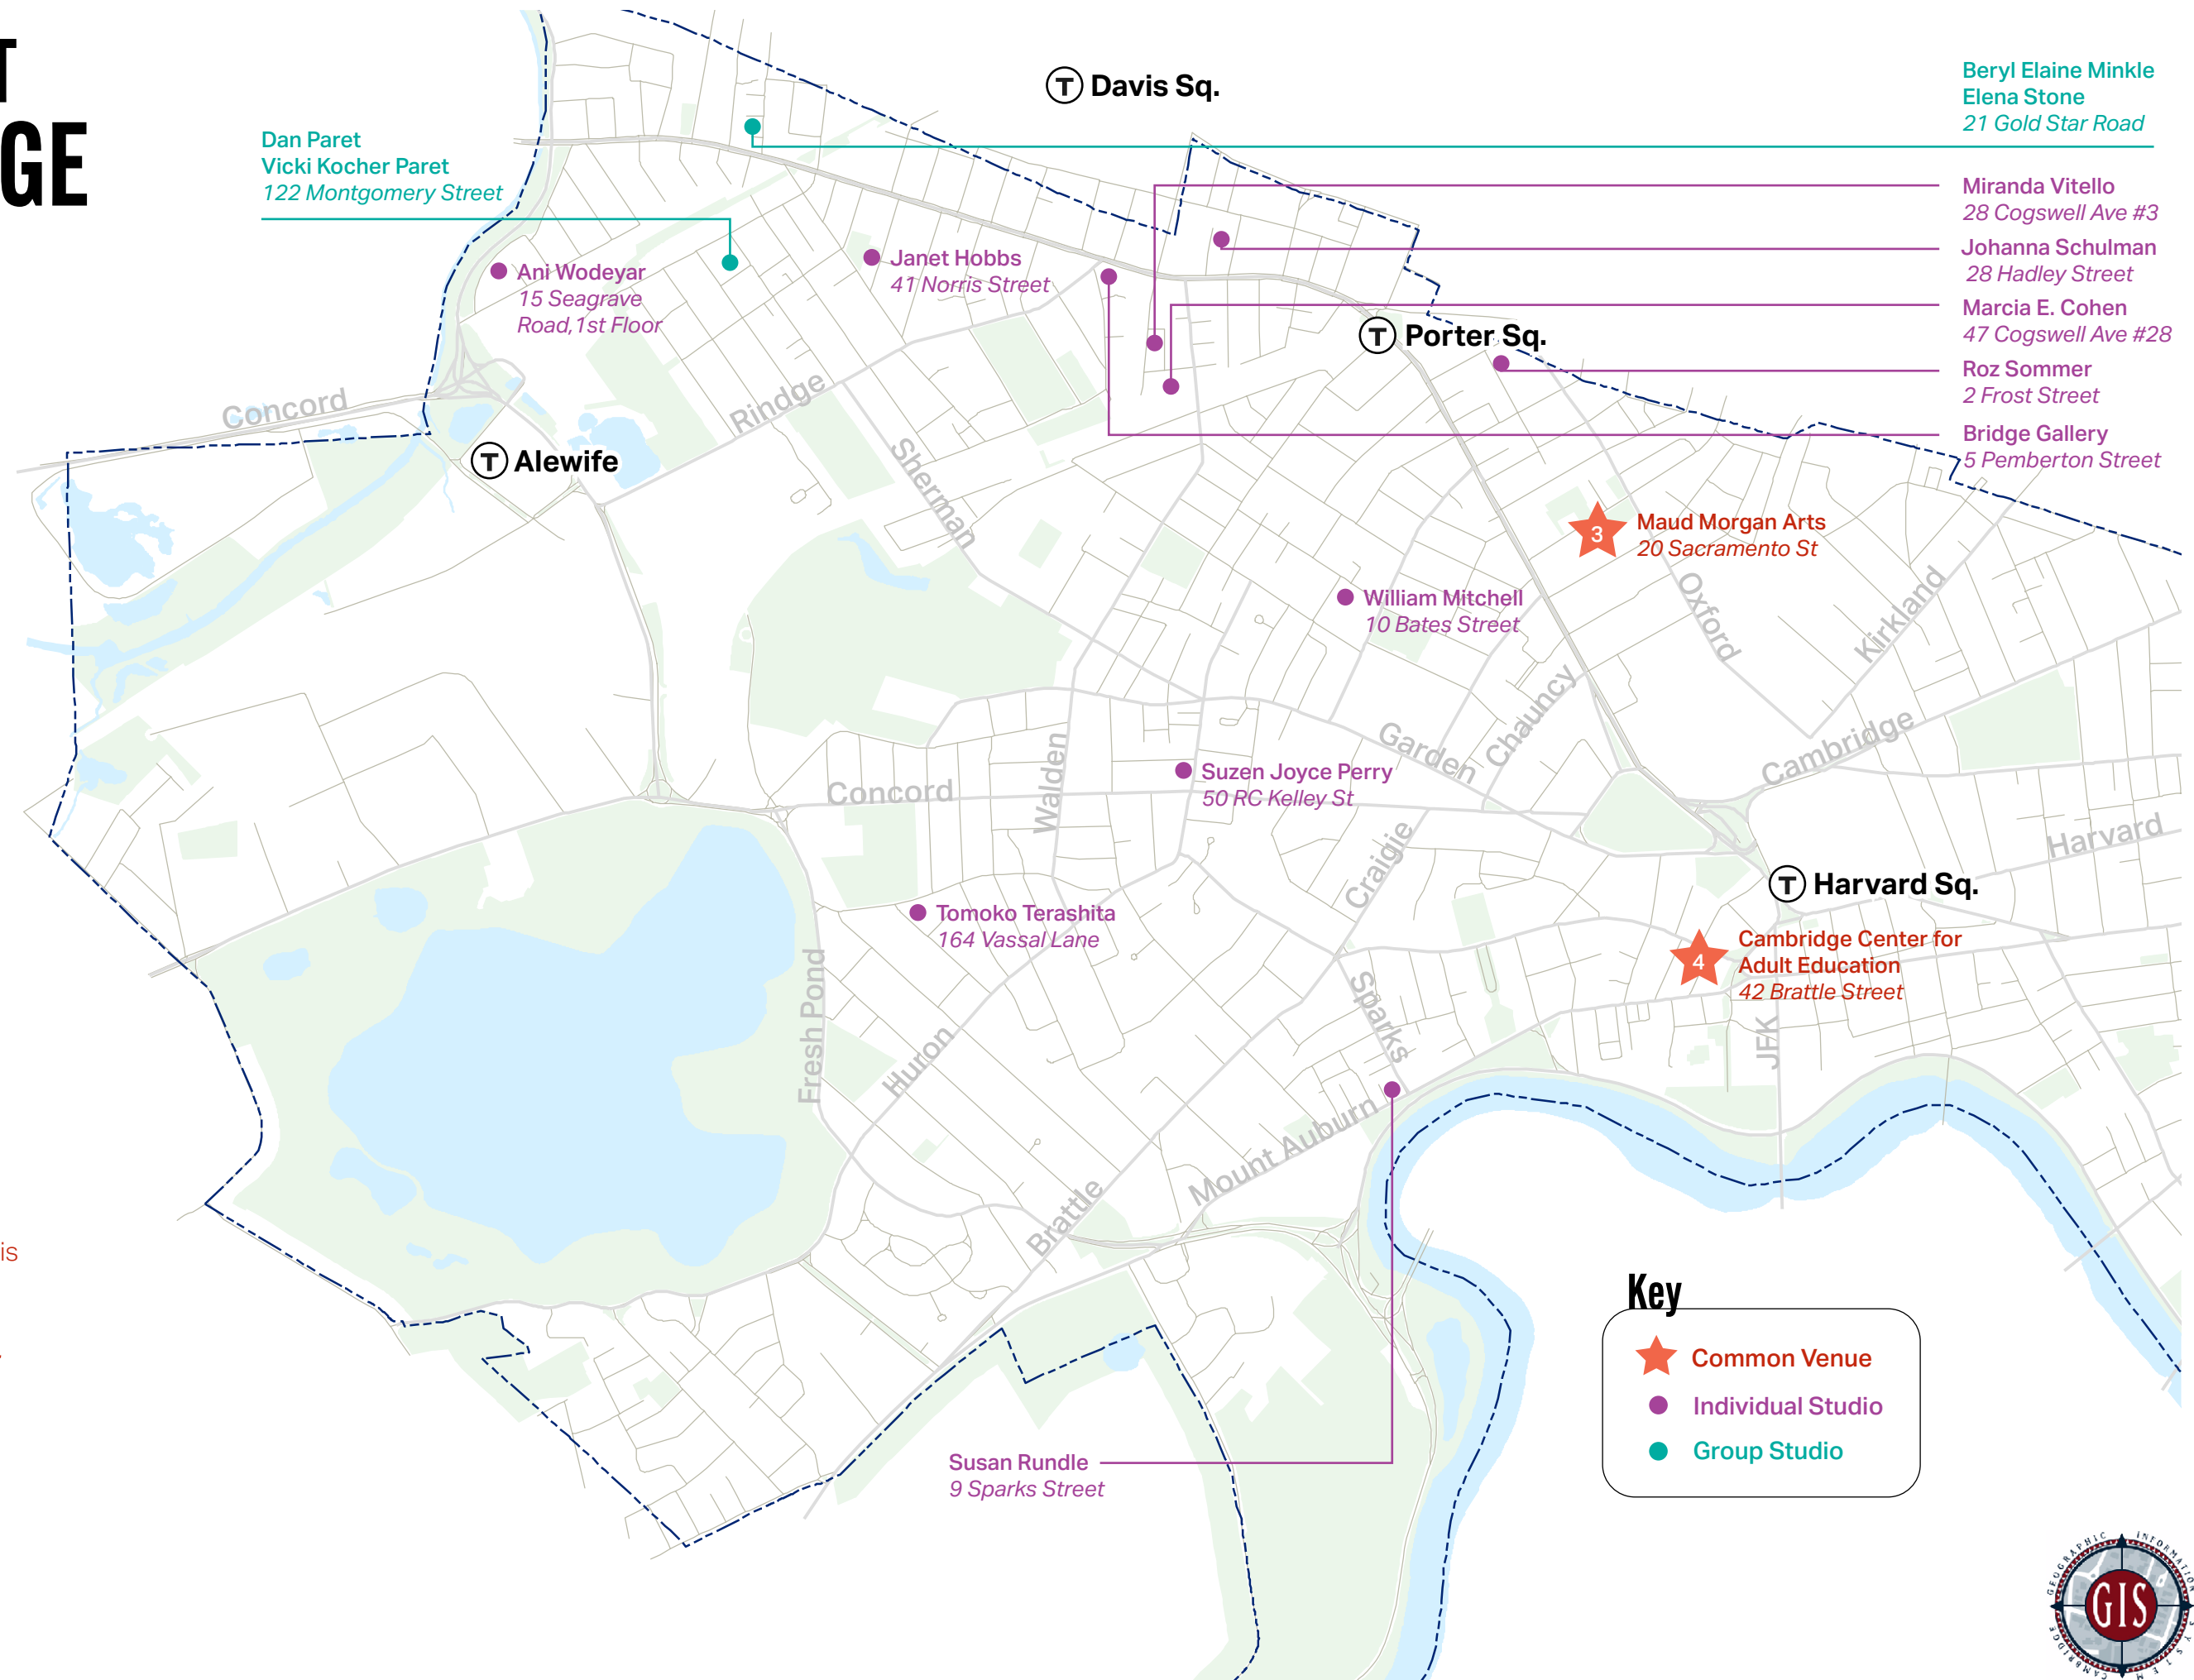 T
GE
Davis Sq.
Beryl Elaine Minkle
Elena Stone
21 Gold Star Road
Dan Paret
Vicki Kocher Paret
122 Montgomery Street
Miranda Vitello
28 Cogswell Ave #3
Johanna Schulman
28 Hadley Street
Marcia E. Cohen
47 Cogswell Ave #28
Roz Sommer
2 Frost Street
Bridge Gallery
5 Pemberton Street
Ani Wodeyar
15 Seagrave
Road,1st Floor
Janet Hobbs
41 Norris Street
Porter Sq.
Concord
Rindge
Alewife
Sherman
3
Maud Morgan Arts
20 Sacramento St
William Mitchell
10 Bates Street
Oxford
Kirkland
Chauncy
Garden
Cambridge
Walden
Concord
Suzen Joyce Perry
50 RC Kelley St
Craigie
Harvard
Harvard Sq.
Tomoko Terashita
164 Vassal Lane
4
Cambridge Center for
Adult Education
42 Brattle Street
Fresh Pond
Huron
Sparks
JFK
Mount Auburn
Brattle
is
Key
Common Venue
Individual Studio
Group Studio
Susan Rundle
9 Sparks Street
GEOGRAPHIC INFORMATION SYSTEM
CAMBRIDGE
GIS
T
T
T
T